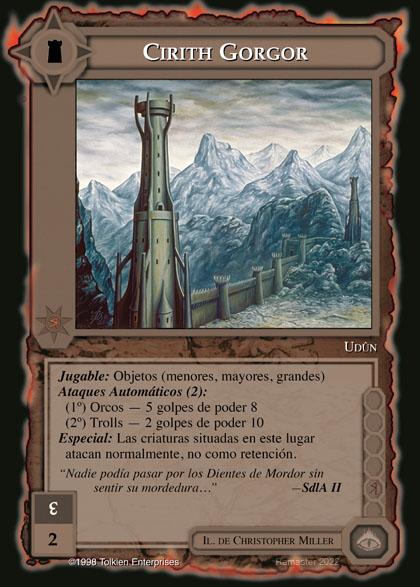 CIRITH GORGOR
UDÛN
Jugable: Objetos (menores, mayores, grandes)
Ataques Automáticos (2):
(1º) Orcos — 5 golpes de poder 8
(2º) Trolls — 2 golpes de poder 10
Especial: Las criaturas situadas en este lugar
atacan normalmente, no como retención.
“Nadie podía pasar por los Dientes de Mordor sin
sentir su mordedura…” —SdlA II
ε
2
IL. DE CHRISTOPHER MILLER
©1998 Tolkien Enterprises
Remaster 2022